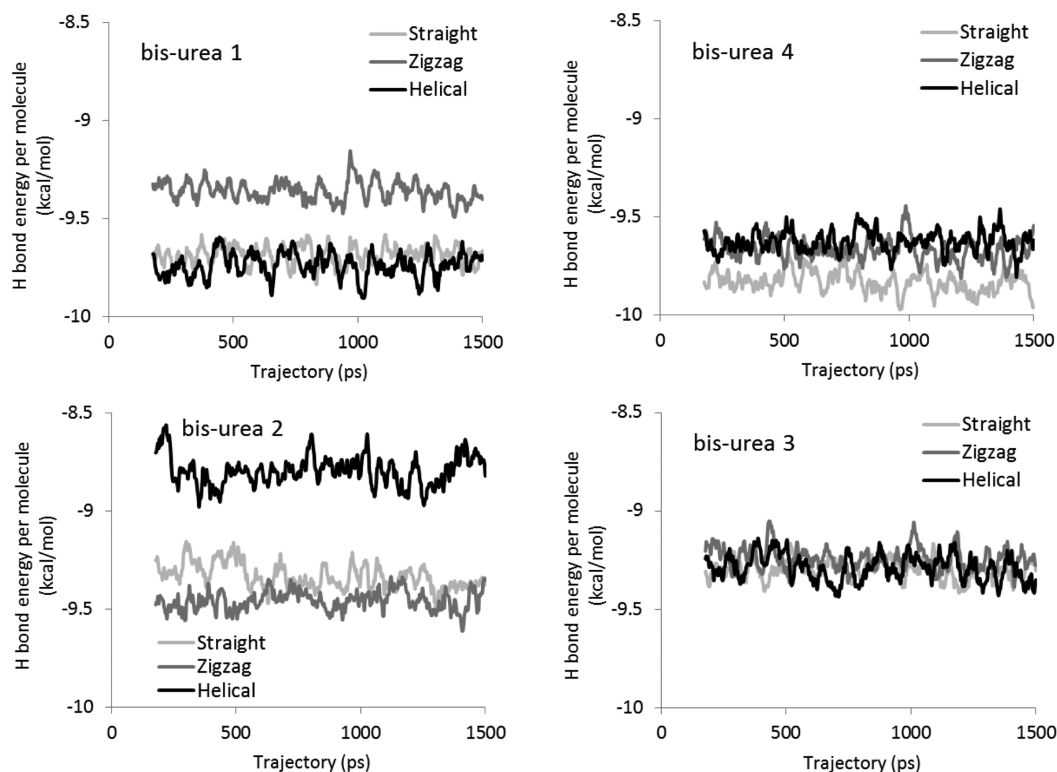 H bond energy per molecule
(kcal/mol)
-8.5
-9
-9.5
-10
bis-urea 1
Straight
Zigzag
Helical
0
500
1000
1500
Trajectory (ps)
H bond energy per molecule
(kcal/mol)
-8.5
-9
-9.5
-10
bis-urea 4
Straight
Zigzag
Helical
0
500
1000
1500
Trajectory (ps)
H bond energy per molecule
(kcal/mol)
-8.5
-9
-9.5
-10
bis-urea 2
Straight
Zigzag
Helical
0
500
1000
1500
Trajectory (ps)
H bond energy per molecule
(kcal/mol)
-8.5
-9
-9.5
-10
bis-urea 3
Straight
Zigzag
Helical
0
500
1000
1500
Trajectory (ps)